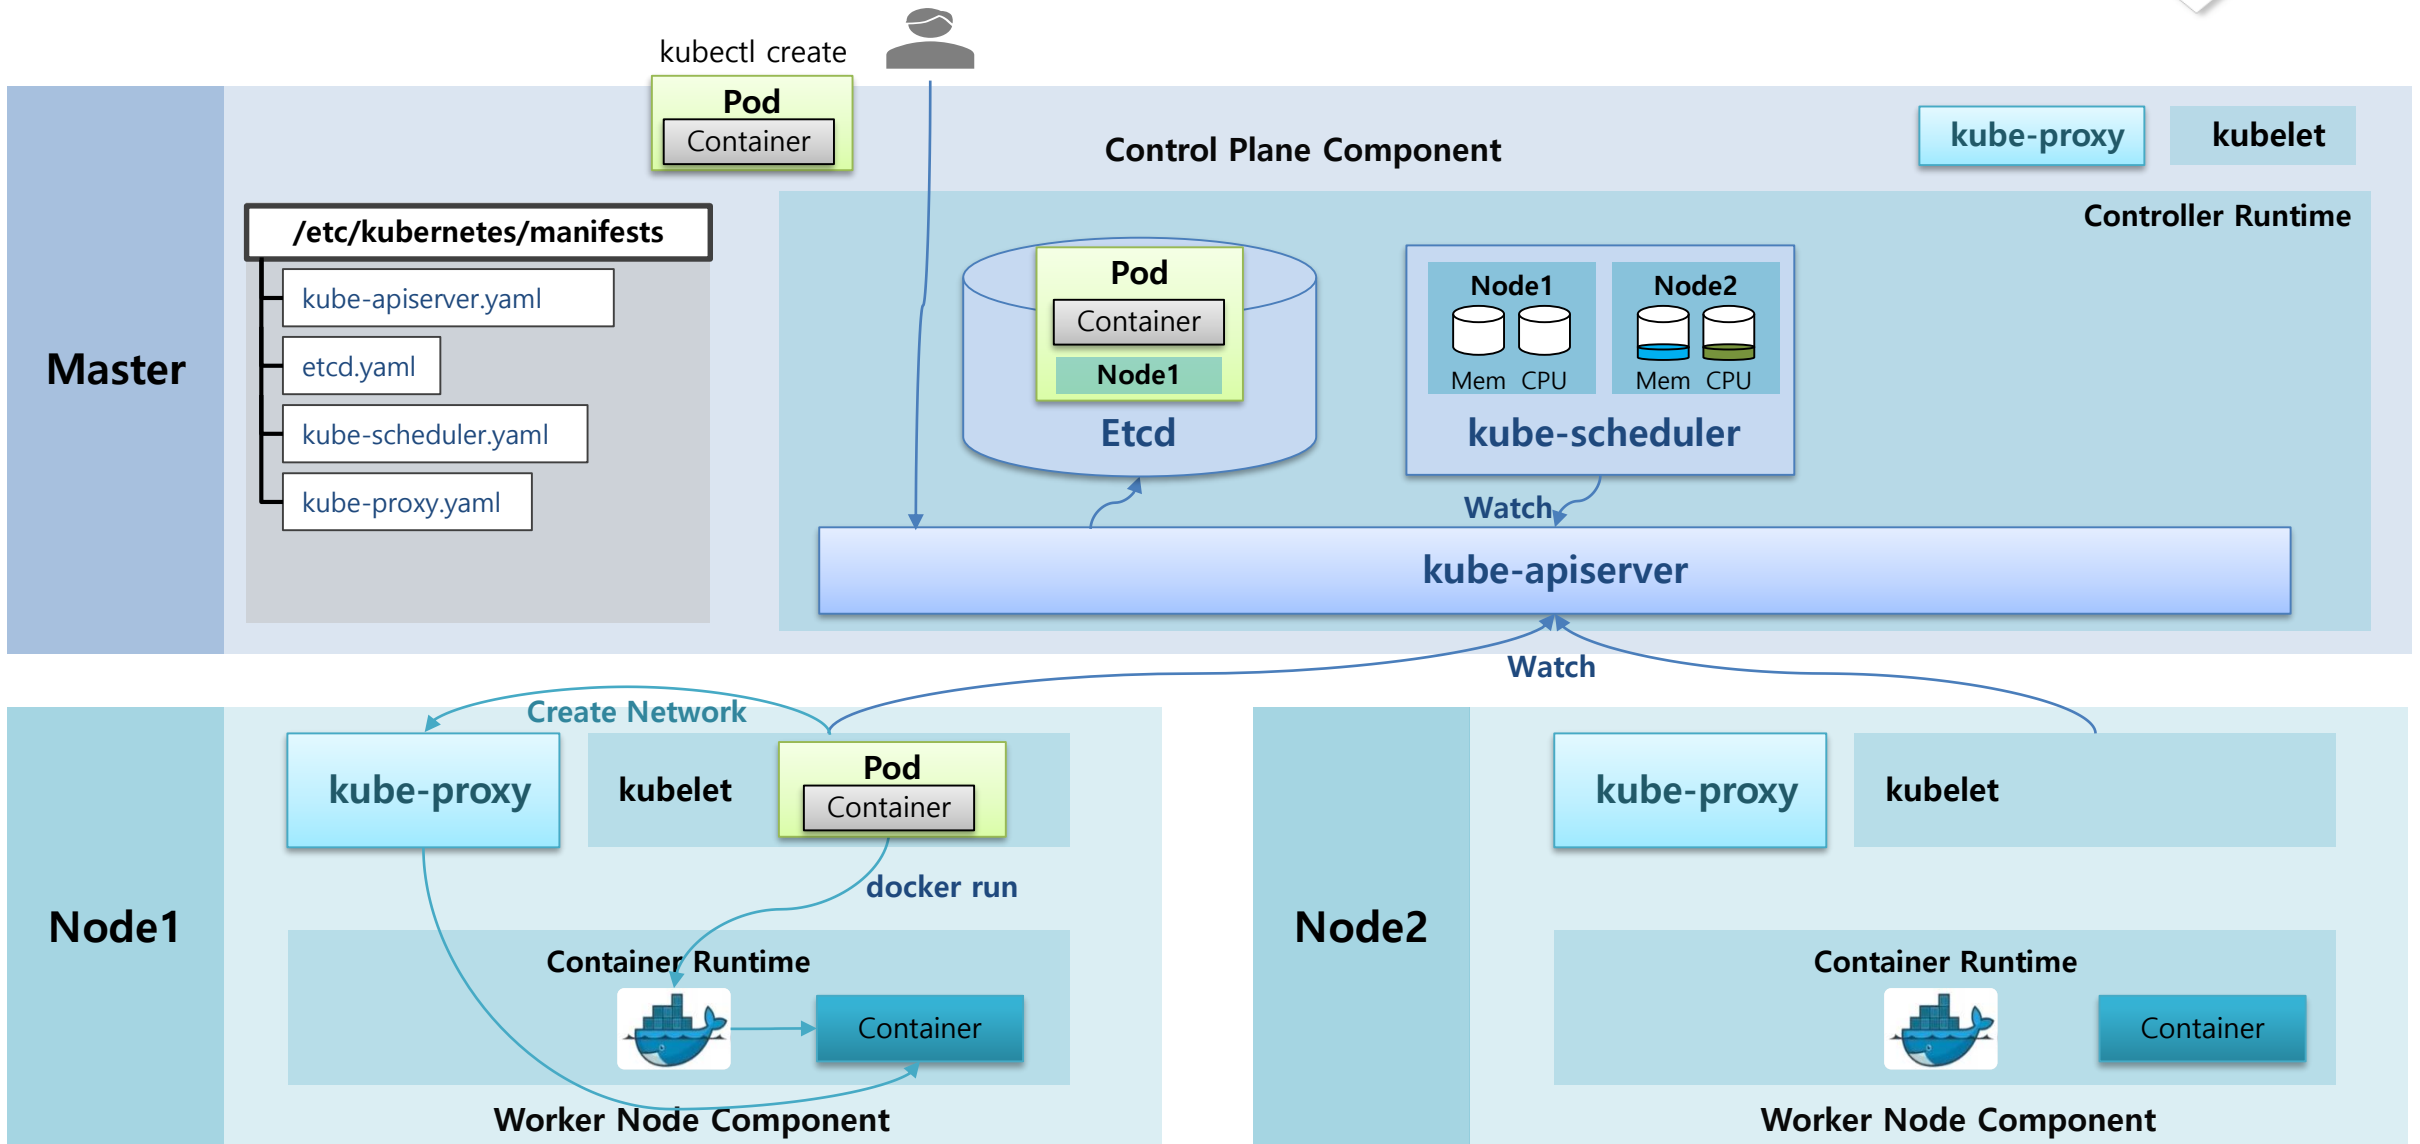 kubectl create
Pod
Container
Control Plane Component
kube-proxy
kubelet
Master
/etc/kubernetes/manifests
kube-apiserver.yaml
etcd.yaml
kube-scheduler.yaml
kube-proxy.yaml
Controller Runtime
Pod
Container
Node1
Etcd
Node1
Mem CPU
Node2
Mem CPU
kube-scheduler
Watch
kube-apiserver
Watch
Node1
Create Network
kube-proxy
kubelet
Pod
Container
docker run
Container Runtime
Container
Worker Node Component
Node2
kube-proxy
kubelet
Container Runtime
Container
Worker Node Component